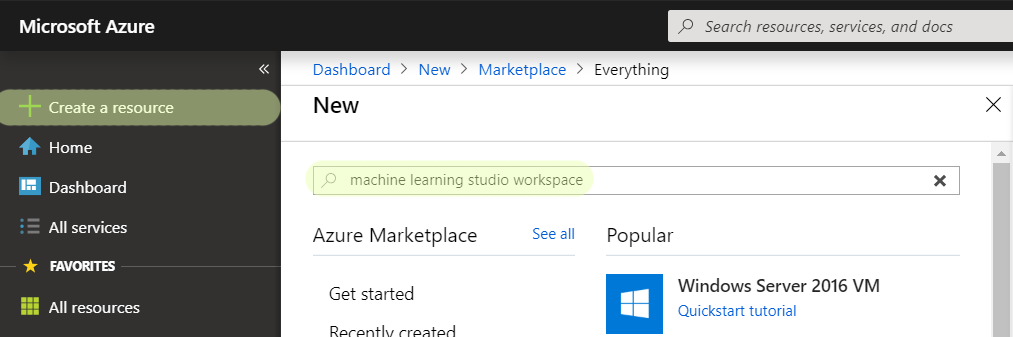 Microsoft Azure
Search resources, services, and docs
«
Dashboard > New > Marketplace > Everything
Create a resource
New
Home
Dashboard
machine learning studio workspace
All services
Azure Marketplace
See all
Popular
FAVORITES
Get started
Windows Server 2016 VM
Quickstart tutorial
All resources
Recently created